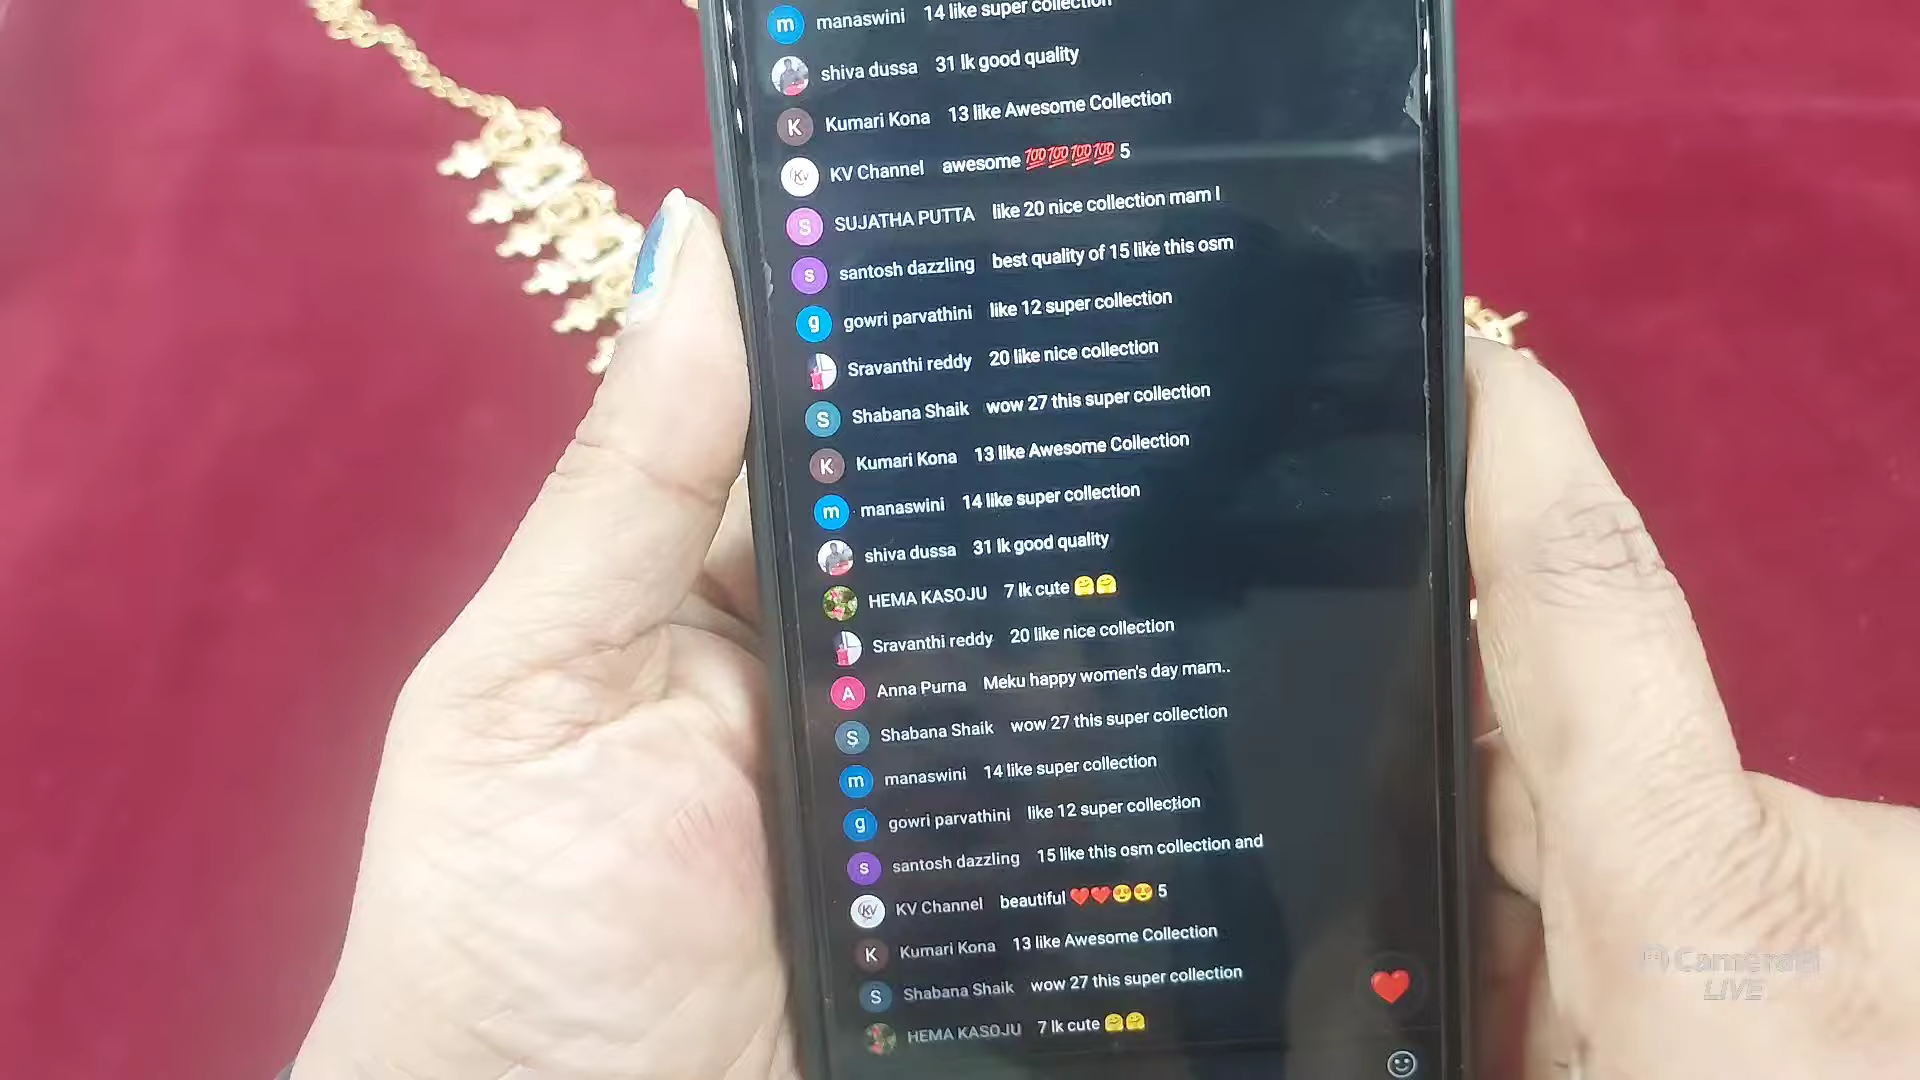 m manaswini 14 like super collection
shiva dussa 31 lk good quality
K Kumari Kona 13 like Awesome Collection
KV KV Channel awesome 💯💯💯💯 5
S SUJATHA PUTTA like 20 nice collection mam I
s santosh dazzling best quality of 15 like this osm
g gowri parvathini like 12 super collection
Sravanthi reddy 20 like nice collection
S Shabana Shaik wow 27 this super collection
K Kumari Kona 13 like Awesome Collection
m manaswini 14 like super collection
shiva dussa 31 lk good quality
HEMA KASOJU 7 lk cute 🤗🤗
Sravanthi reddy 20 like nice collection
A Anna Purna Meku happy women's day mam..
S Shabana Shaik wow 27 this super collection
m manaswini 14 like super collection
g gowri parvathini like 12 super collection
s santosh dazzling 15 like this osm collection and
KV KV Channel beautiful ❤️❤️😍😍 5
K Kumari Kona 13 like Awesome Collection
S Shabana Shaik wow 27 this super collection
HEMA KASOJU 7 lk cute 🤗🤗
LIVE